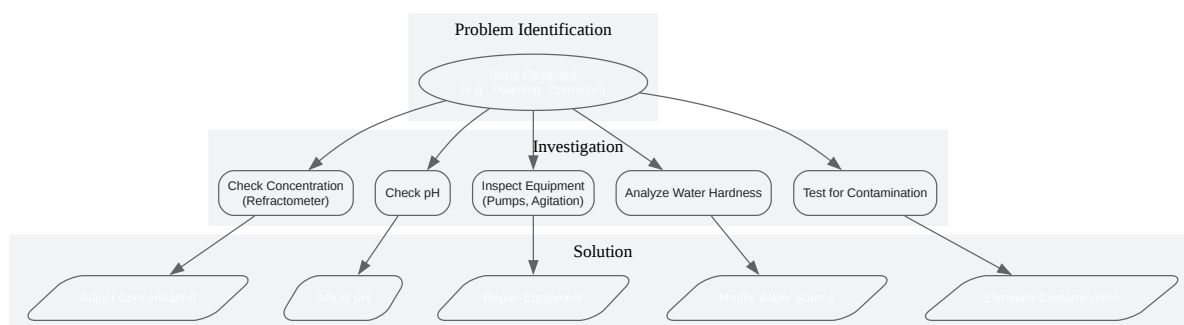 Problem Identification
Issue Observed
(e.g., Foaming, Corrosion)
Investigation
Check Concentration
(Refractometer)
Check pH
Inspect Equipment
(Pumps, Agitation)
Analyze Water Hardness
Test for Contamination
Solution
Adjust Concentration
Adjust pH
Repair Equipment
Modify Water Source
Eliminate Contamination